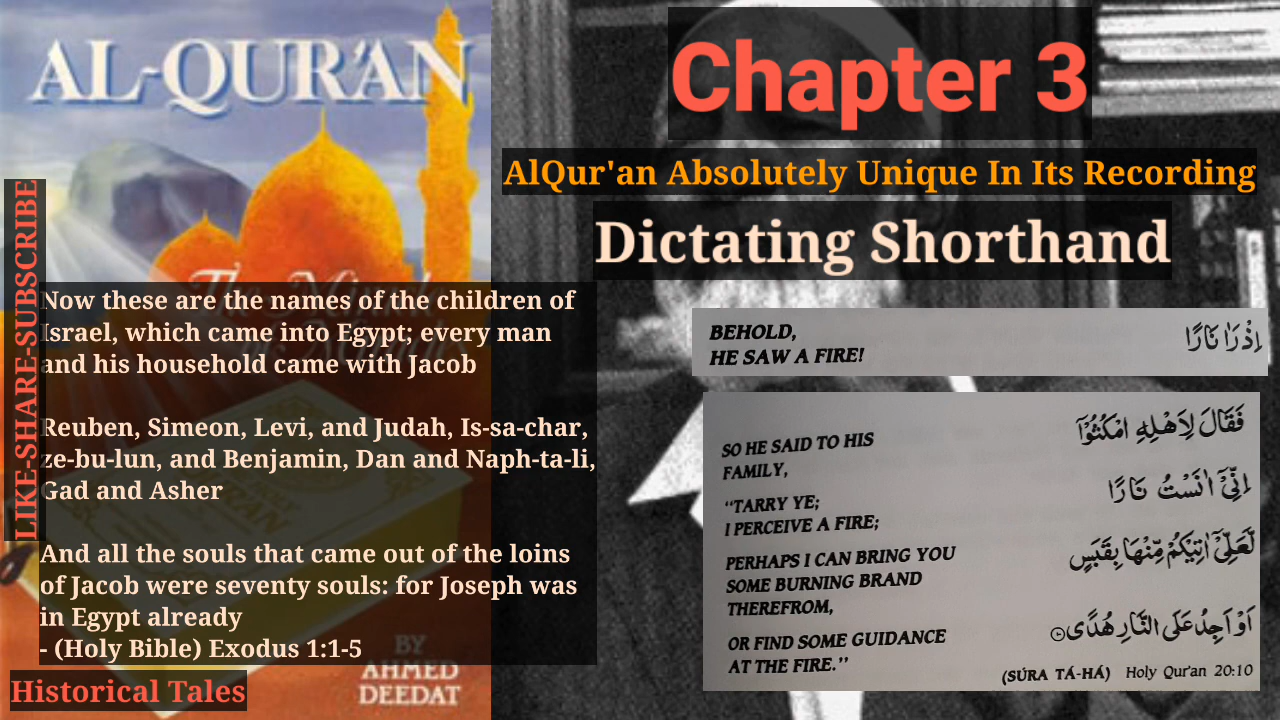 AL-QUR'AN
Chapter 3
AlQur'an Absolutely Unique In Its Recording
Dictating Shorthand
LIKE-SHARE-SUBSCRIBE
The
Now these are the names of the children of
Israel, which came into Egypt; every man
and his household came with Jacob
Reuben, Simeon, Levi, and Judah, Is-sa-char,
ze-bu-lun, and Benjamin, Dan and Naph-ta-li,
Gad and Asher
And all the souls that came out of the loins
of Jacob were seventy souls: for Joseph was
in Egypt already
- (Holy Bible) Exodus 1:1-5
BY
AHMED
DEEDAT
Historical Tales
BEHOLD,
HE SAW A FIRE!
اِذْ رَاٰ نَارًا
SO HE SAID TO HIS
FAMILY,
فَقَالَ لِاَهْلِهِ امْكُثُوْٓا
"TARRY YE;
I PERCEIVE A FIRE;
اِنِّىْٓ اٰنَسْتُ نَارًا
PERHAPS I CAN BRING YOU
SOME BURNING BRAND
THEREFROM,
لَّعَلِّىْٓ اٰتِيْكُمْ مِّنْهَا بِقَبَسٍ
OR FIND SOME GUIDANCE
AT THE FIRE."
اَوْ اَجِدُ عَلَى النَّارِ هُدًى
(SÚRA TÁ-HÁ) Holy Qur'an 20:10